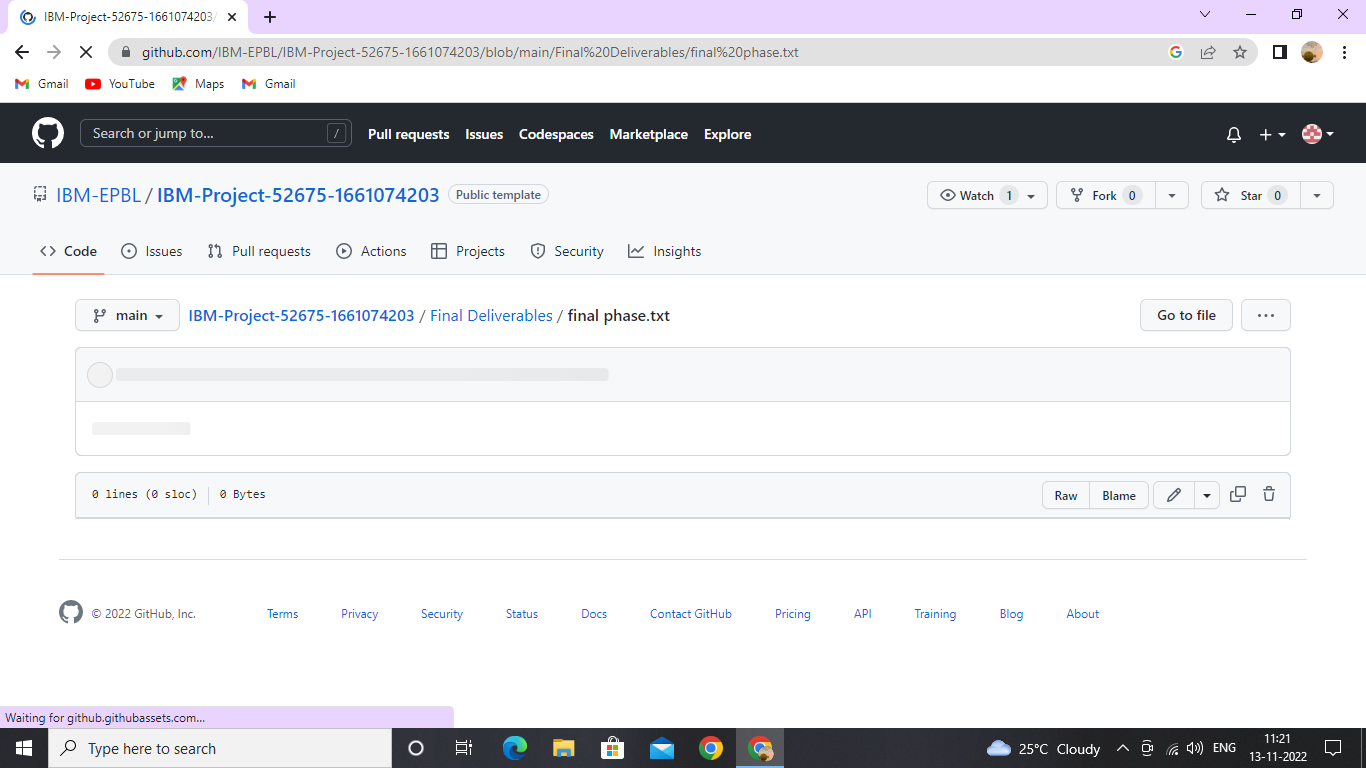 IBM-Project-52675-1661074203/
github.com/IBM-EPBL/IBM-Project-52675-1661074203/blob/main/Final%20Deliverables/final%20phase.txt
Gmail YouTube Maps Gmail
Search or jump to... / Pull requests Issues Codespaces Marketplace Explore
IBM-EPBL / IBM-Project-52675-1661074203 Public template Watch 1 Fork 0 Star 0
Code Issues Pull requests Actions Projects Security Insights
main IBM-Project-52675-1661074203 / Final Deliverables / final phase.txt Go to file
0 lines (0 sloc) 0 Bytes Raw Blame
© 2022 GitHub, Inc. Terms Privacy Security Status Docs Contact GitHub Pricing API Training Blog About
Waiting for github.githubassets.com...
Type here to search 25°C Cloudy ENG 11:21
13-11-2022